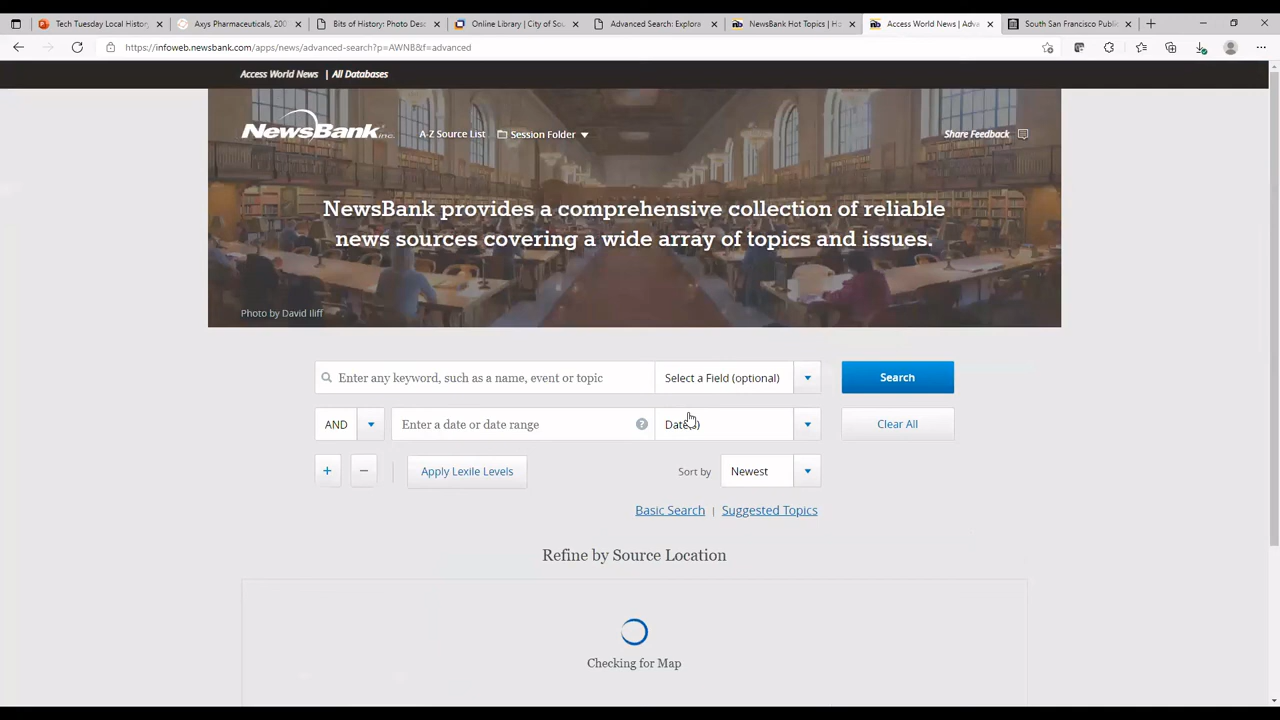 Tech Tuesday Local History
Axys Pharmaceuticals, 200
Bits of History: Photo Des
Online Library | City of Sou
Advanced Search: Explora
NewsBank Hot Topics | Ho
Access World News | Adva
South San Francisco Public
https://infoweb.newsbank.com/apps/news/advanced-search?p=AWNB&f=advanced
Access World News | All Databases
NewsBank inc. A-Z Source List Session Folder Share Feedback
NewsBank provides a comprehensive collection of reliable
news sources covering a wide array of topics and issues.
Photo by David Iliff
Enter any keyword, such as a name, event or topic Select a Field (optional) Search
AND Enter a date or date range ? Date(s) Clear All
+ − Apply Lexile Levels Sort by Newest
Basic Search | Suggested Topics
Refine by Source Location
Checking for Map